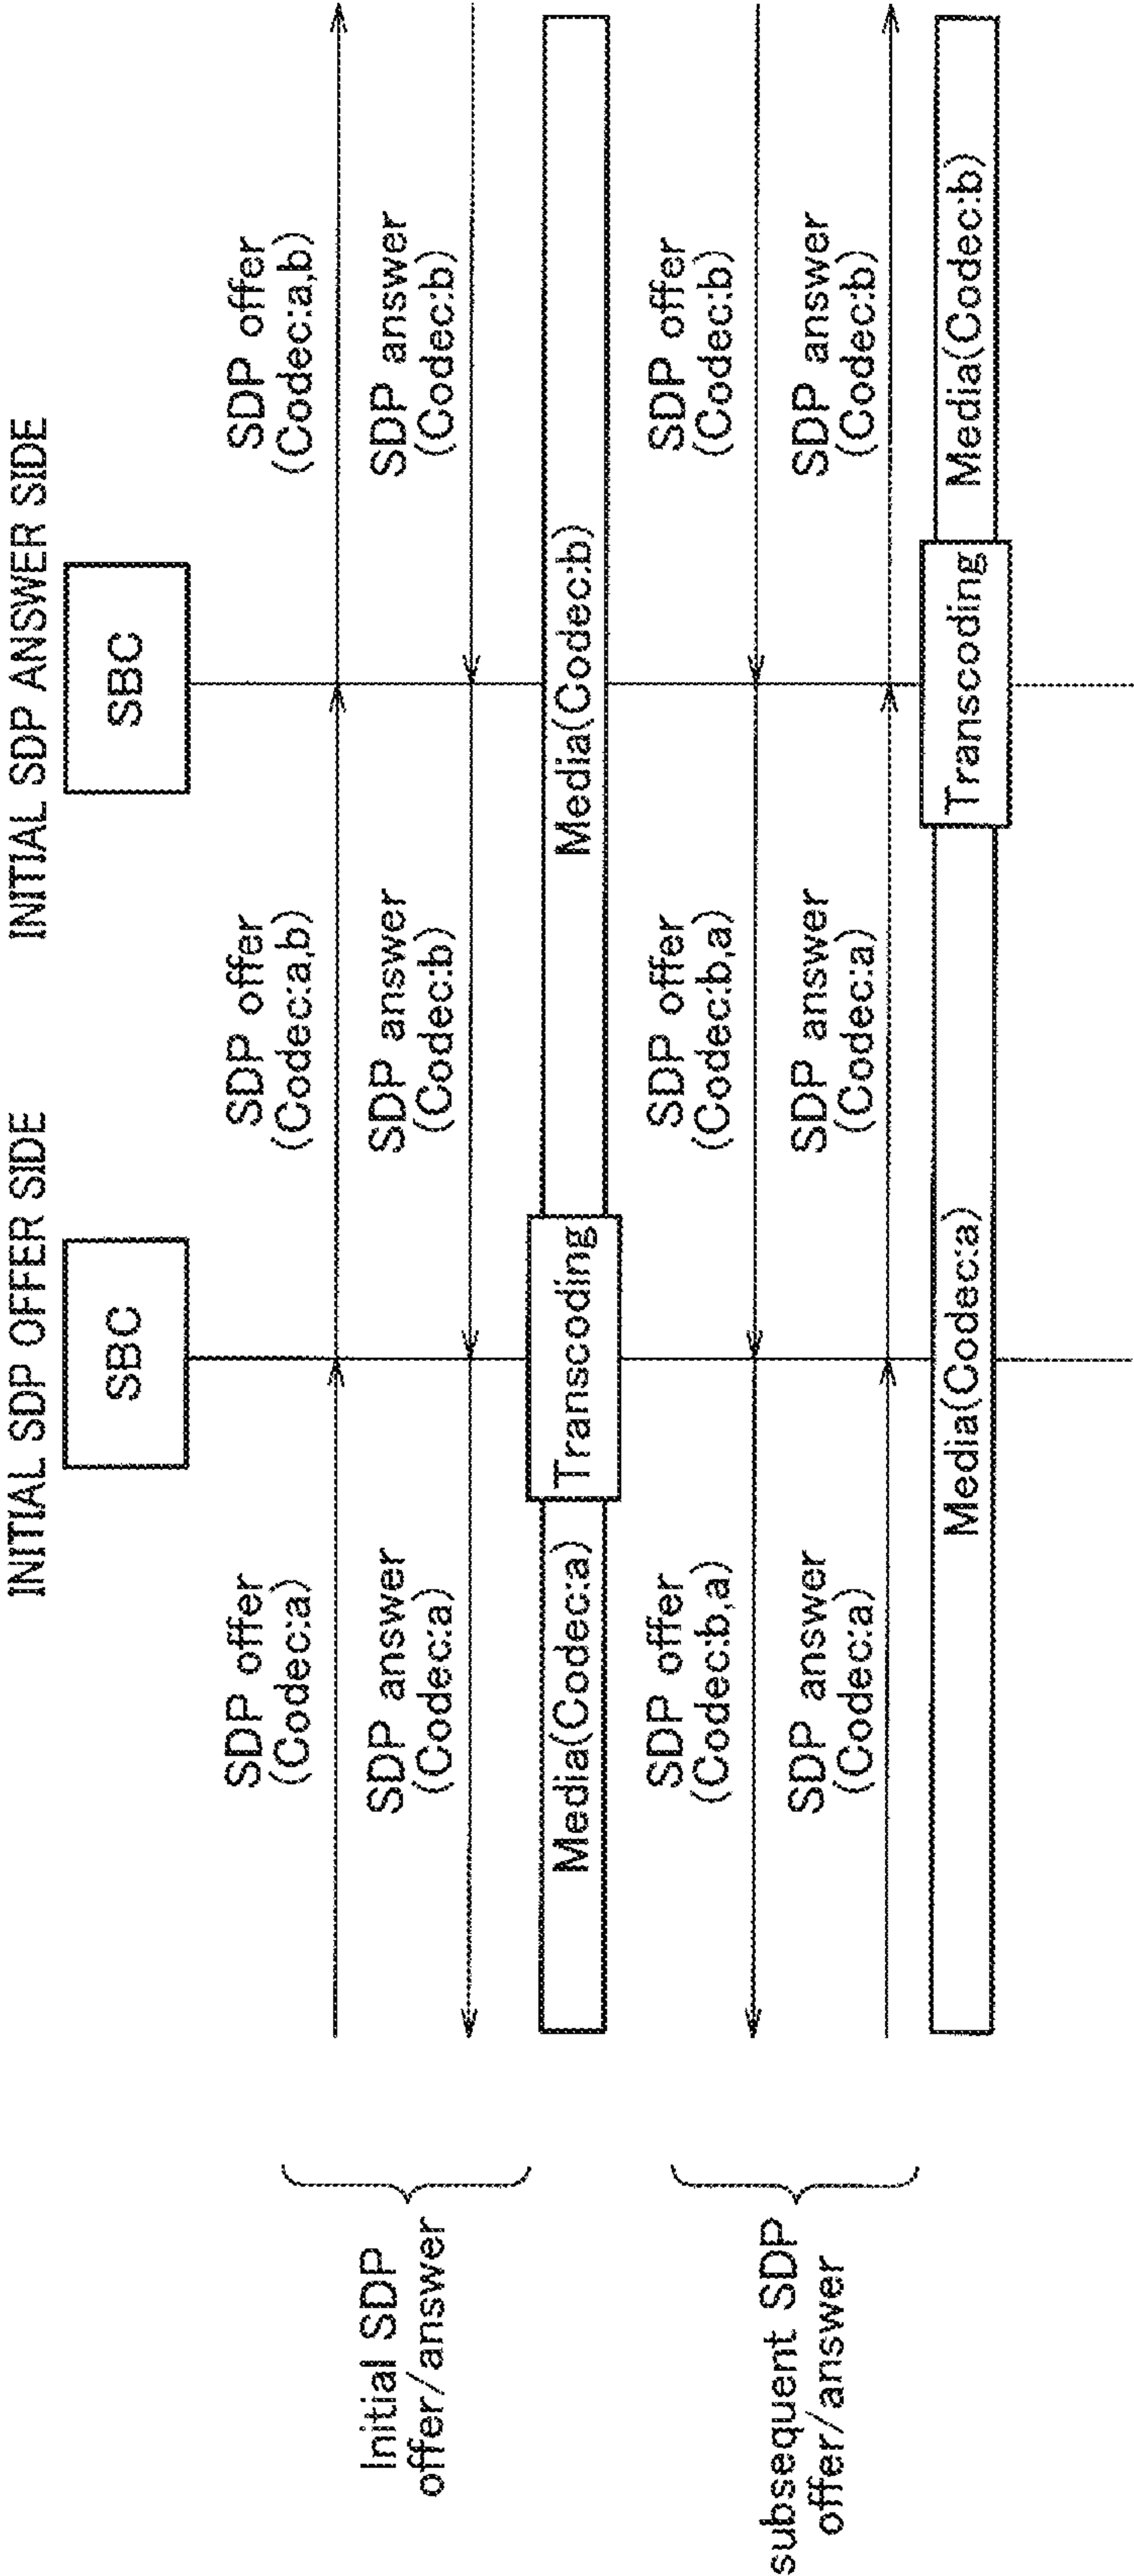 INITIAL SDP OFFER SIDE
INITIAL SDP ANSWER SIDE
SBC
SBC
Initial SDP
offer/answer
SDP offer
(Codec:a)
SDP offer
(Codec:a,b)
SDP offer
(Codec:a,b)
SDP answer
(Codec:a)
SDP answer
(Codec:b)
SDP answer
(Codec:b)
Media(Codec:a)
Transcoding
Media(Codec:b)
subsequent SDP
offer/answer
SDP offer
(Codec:b,a)
SDP offer
(Codec:b,a)
SDP offer
(Codec:b)
SDP answer
(Codec:a)
SDP answer
(Codec:a)
SDP answer
(Codec:b)
Media(Codec:a)
Transcoding
Media(Codec:b)